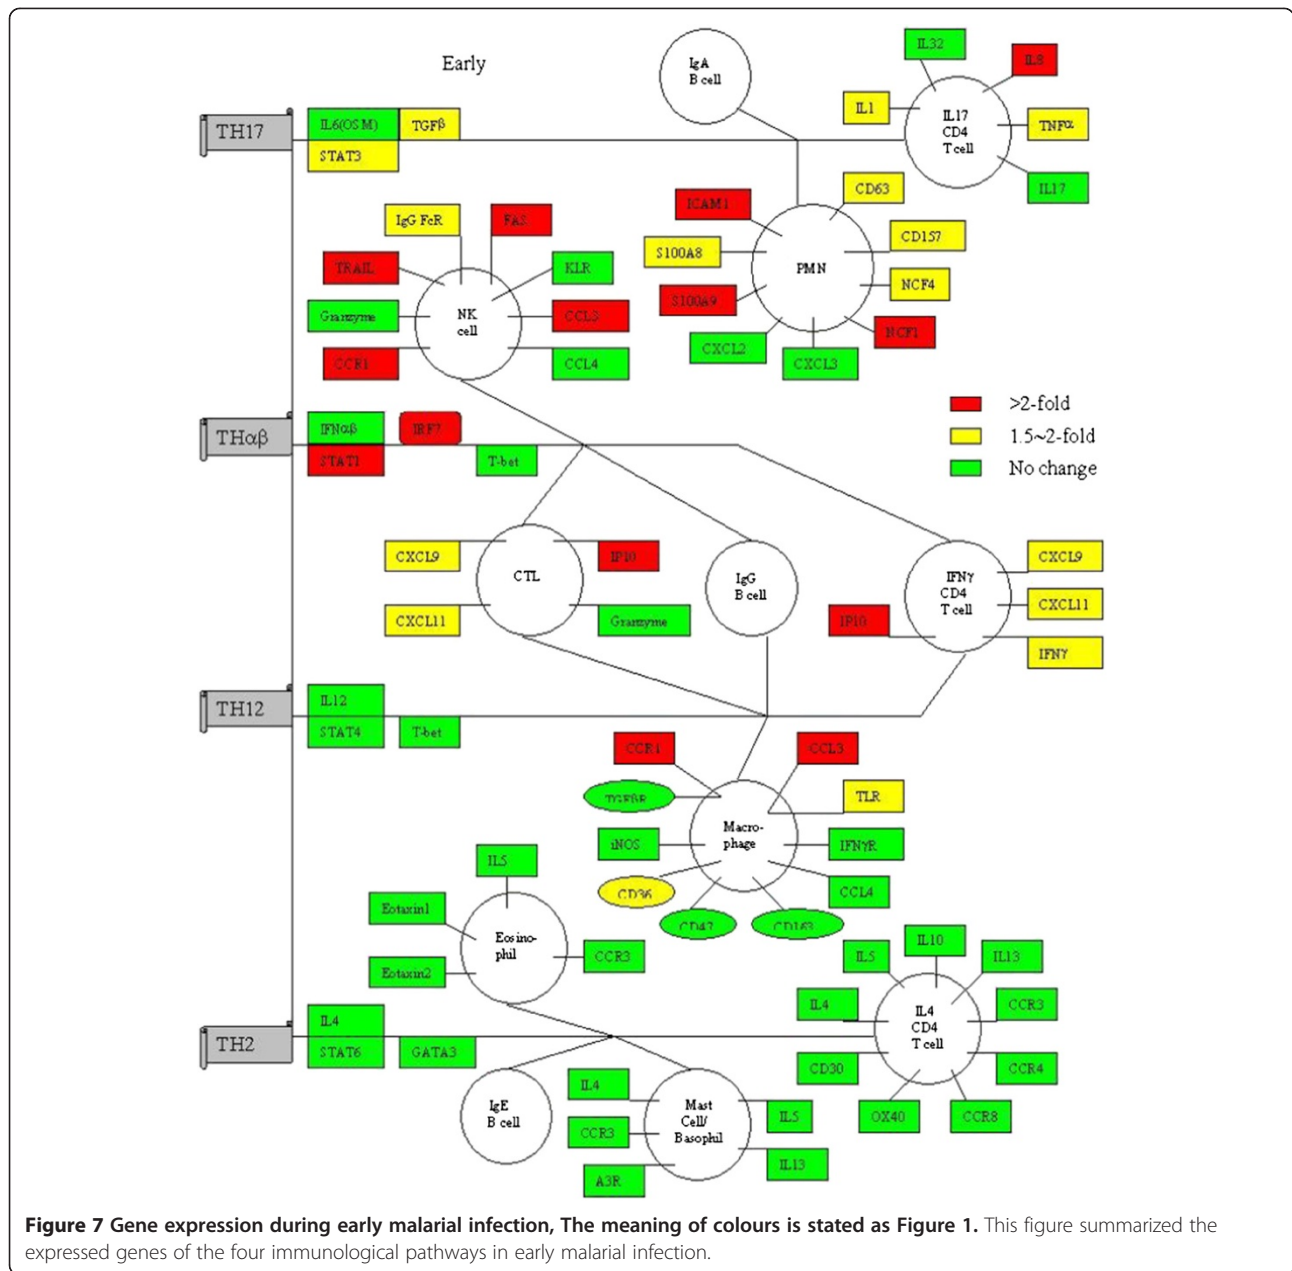 Early
IgA
B cell
IL32
IL8
IL1
IL17
CD4
T cell
TNFα
IL17
TH17
IL6(OSM)
TGFβ
STAT3
IgG FcR
FAS
TRAIL
KLR
Granzyme
NK
cell
CCL3
CCR1
CCL4
ICAM1
CD63
S100A8
CD157
PMN
S100A9
NCF4
NCF1
CXCL2
CXCL3
>2-fold
1.5~2-fold
No change
THαβ
IFNαβ
IRF7
STAT1
T-bet
CXCL9
IP10
CTL
CXCL11
Granzyme
IgG
B cell
IFNγ
CD4
T cell
CXCL9
CXCL11
IP10
IFNγ
TH12
IL12
STAT4
T-bet
CCR1
CCL3
TGFβR
TLR
iNOS
Macro-
phage
IFNγR
CD36
CCL4
CD47
CD163
IL5
Eotaxin1
Eosino-
phil
Eotaxin2
CCR3
TH2
IL4
STAT6
GATA3
IgE
B cell
IL4
Mast
Cell/
Basophil
IL5
CCR3
IL13
A3R
IL10
IL5
IL13
IL4
IL4
CD4
T cell
CCR3
CD30
CCR4
OX40
CCR8
Figure 7 Gene expression during early malarial infection, The meaning of colours is stated as Figure 1. This figure summarized the
expressed genes of the four immunological pathways in early malarial infection.